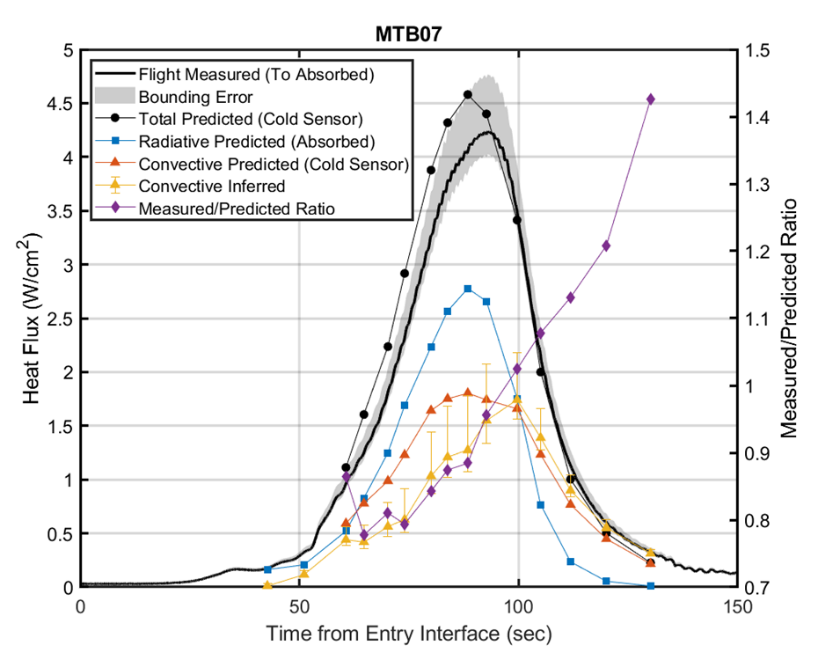 MTB07
Flight Measured (To Absorbed)
Bounding Error
Total Predicted (Cold Sensor)
Radiative Predicted (Absorbed)
Convective Predicted (Cold Sensor)
Convective Inferred
Measured/Predicted Ratio
5
4.5
4
3.5
3
2.5
2
1.5
1
0.5
0
Heat Flux (W/cm²)
1.5
1.4
1.3
1.2
1.1
1
0.9
0.8
0.7
Measured/Predicted Ratio
0
50
100
150
Time from Entry Interface (sec)